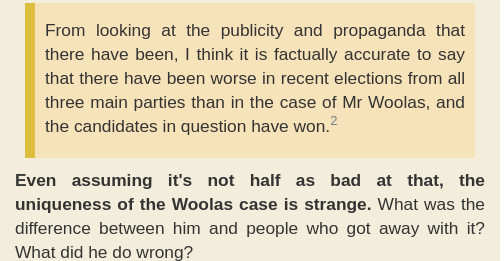 From looking at the publicity and propaganda that
there have been, I think it is factually accurate to say
that there have been worse in recent elections from all
three main parties than in the case of Mr Woolas, and
the candidates in question have won.2
Even assuming it's not half as bad at that, the
uniqueness of the Woolas case is strange. What was the
difference between him and people who got away with it?
What did he do wrong?